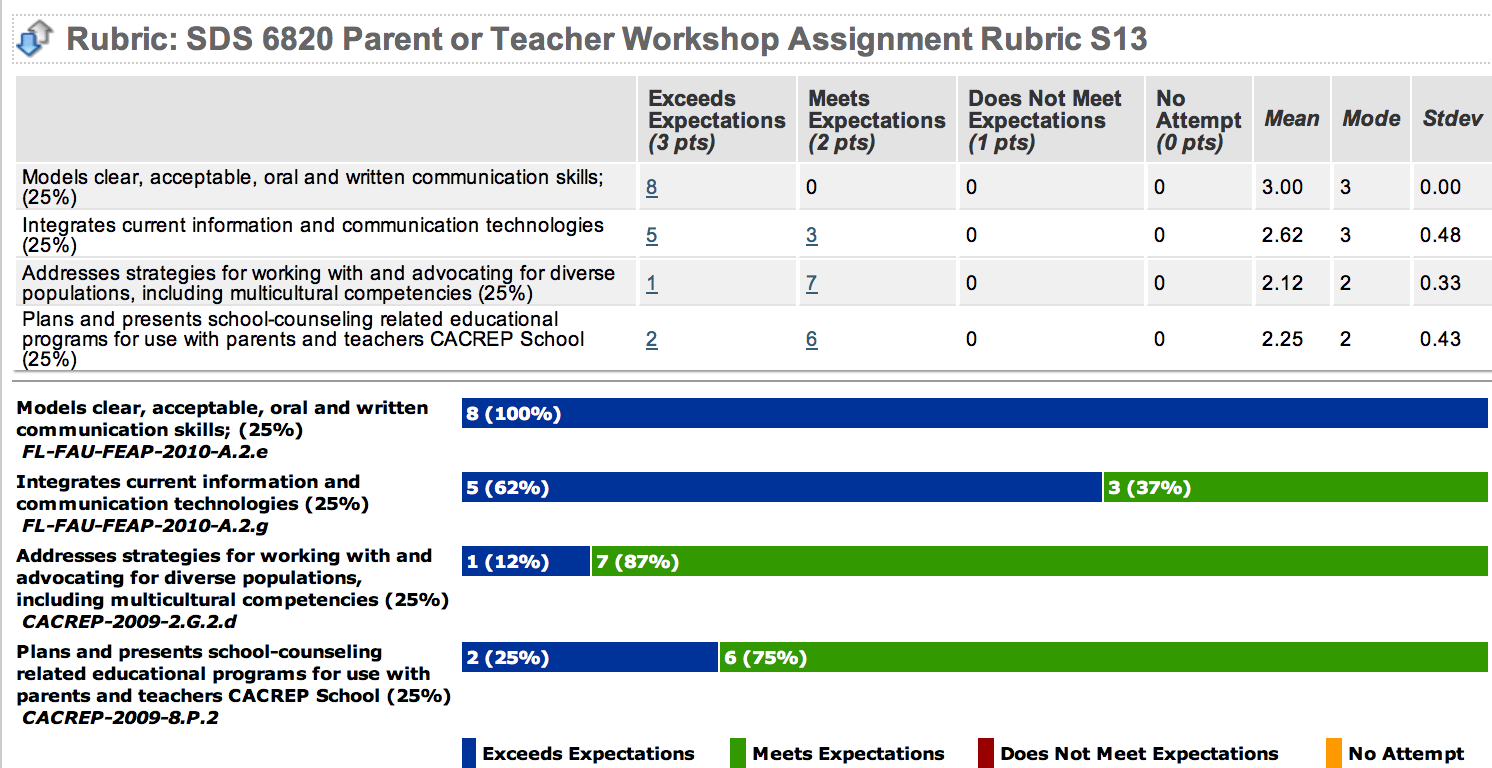 Rubric: SDS 6820 Parent or Teacher Workshop Assignment Rubric S13
Exceeds Expectations (3 pts) Meets Expectations (2 pts) Does Not Meet Expectations (1 pts) No Attempt (0 pts) Mean Mode Stdev
Models clear, acceptable, oral and written communication skills;
(25%)
8 0 0 0 3.00 3 0.00
Integrates current information and communication technologies
(25%)
5 3 0 0 2.62 3 0.48
Addresses strategies for working with and advocating for diverse
populations, including multicultural competencies (25%)
1 7 0 0 2.12 2 0.33
Plans and presents school-counseling related educational
programs for use with parents and teachers CACREP School
(25%)
2 6 0 0 2.25 2 0.43
Models clear, acceptable, oral and written
communication skills; (25%)
FL-FAU-FEAP-2010-A.2.e
8 (100%)
Integrates current information and
communication technologies (25%)
FL-FAU-FEAP-2010-A.2.g
5 (62%) 3 (37%)
Addresses strategies for working with and
advocating for diverse populations,
including multicultural competencies (25%)
CACREP-2009-2.G.2.d
1 (12%) 7 (87%)
Plans and presents school-counseling
related educational programs for use with
parents and teachers CACREP School (25%)
CACREP-2009-8.P.2
2 (25%) 6 (75%)
Exceeds Expectations Meets Expectations Does Not Meet Expectations No Attempt